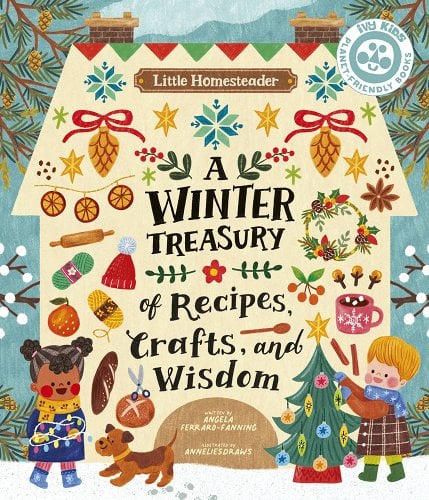 Little Homesteader
IVY KIDS
PLANET-FRIENDLY BOOKS
A
WINTER
TREASURY
of Recipes,
Crafts, and
Wisdom
WRITTEN BY
ANGELA
FERRARO-FANNING
ILLUSTRATED BY
ANNELIESDRAWS